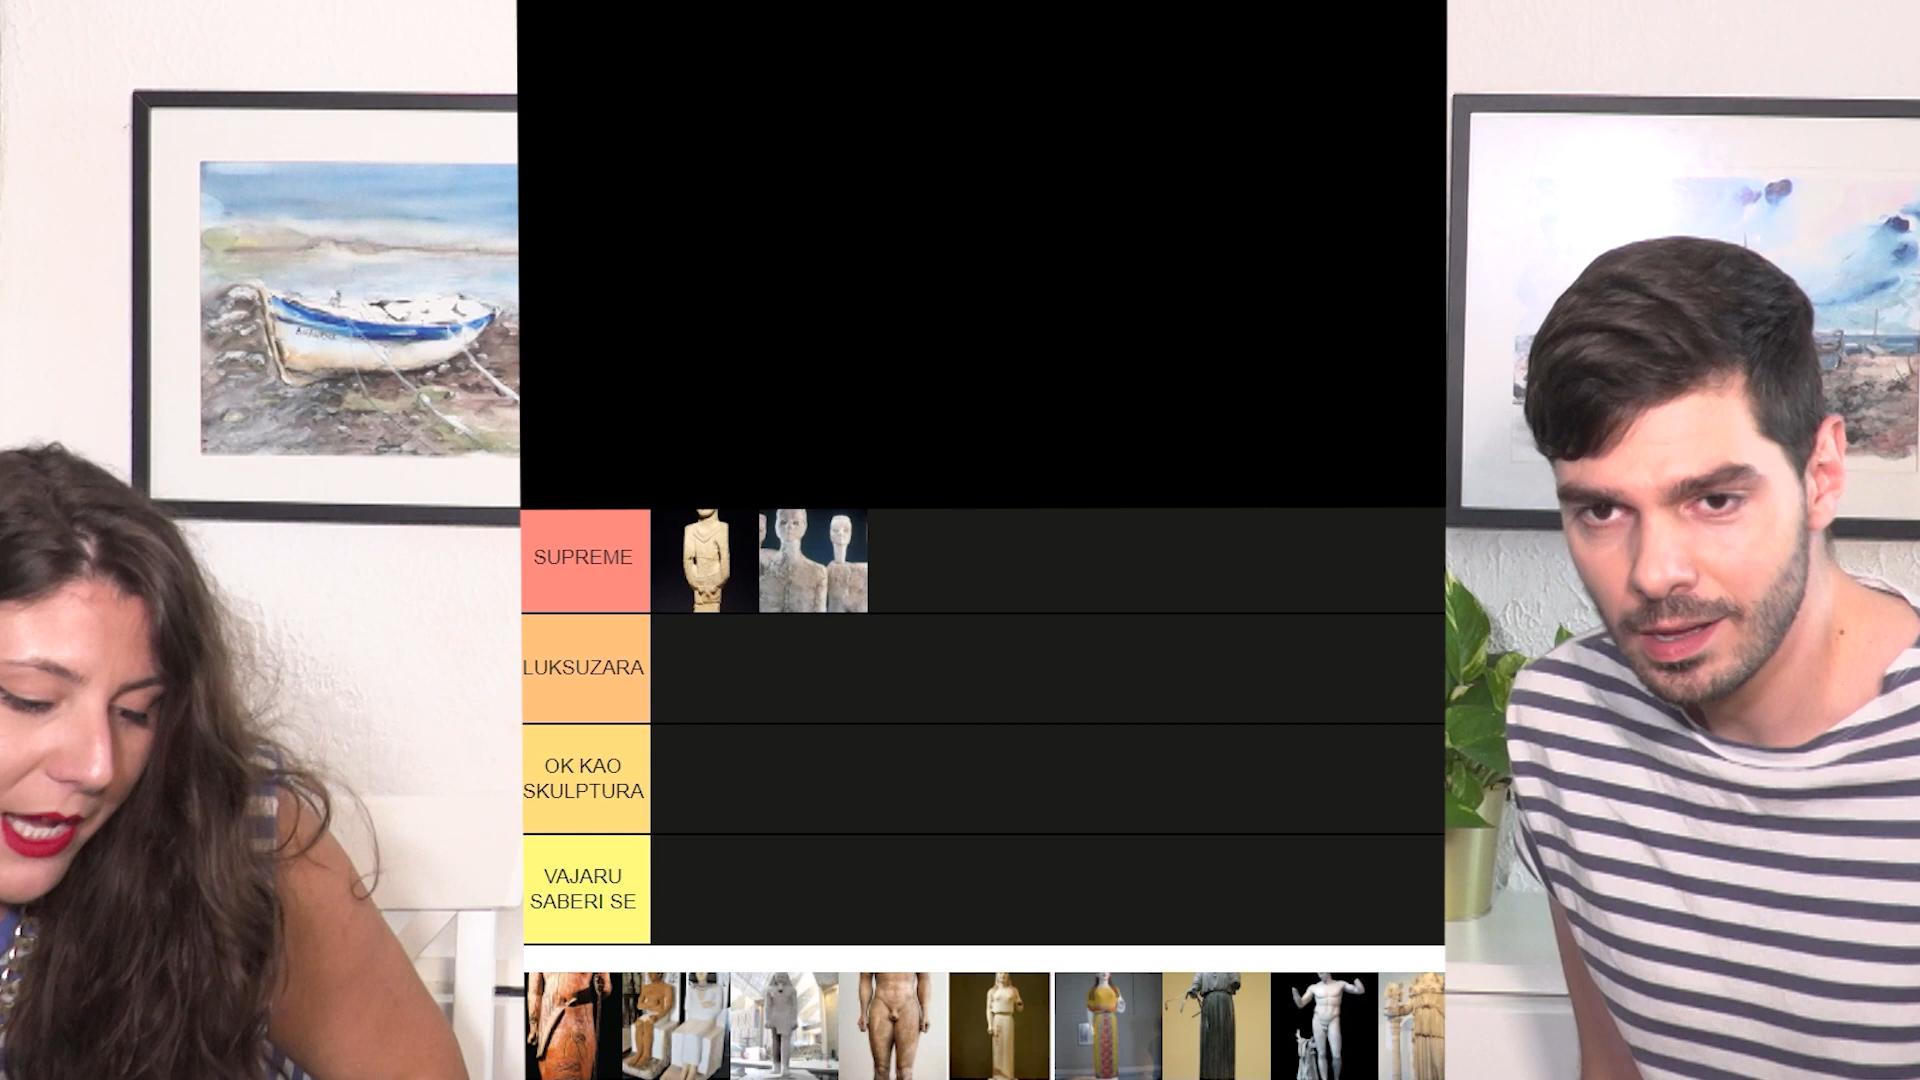 SUPREME
LUKSUZARA
OK KAO
SKULPTURA
VAJARU
SABERI SE